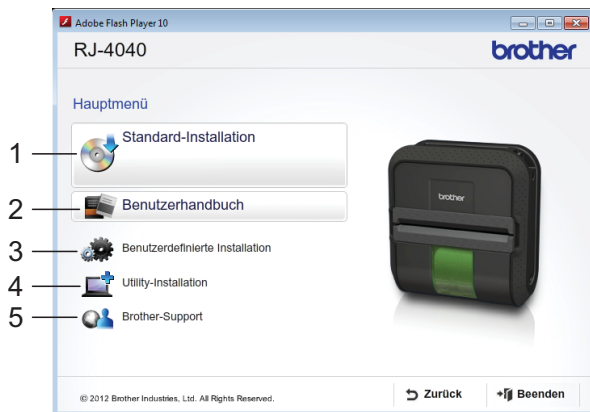 Adobe Flash Player 10
RJ-4040
brother
Hauptmenü
1 Standard-Installation
2 Benutzerhandbuch
3 Benutzerdefinierte Installation
4 Utility-Installation
5 Brother-Support
brother
© 2012 Brother Industries, Ltd. All Rights Reserved.
Zurück
Beenden